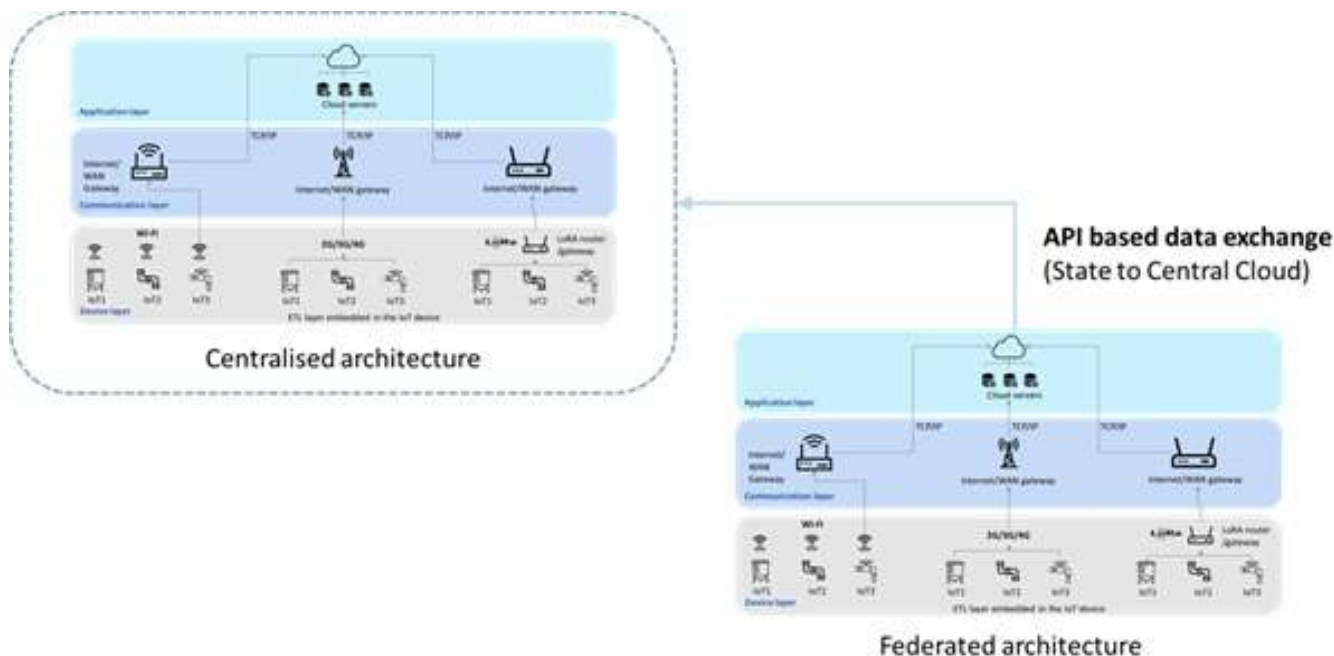 Cloud servers
Application layer
TCP/IP
TCP/IP
TCP/IP
Internet/
WAN
Gateway
Internet/WAN gateway
Internet/WAN gateway
Communication layer
Wi-Fi
2G/3G/4G
LoRA router
/gateway
IoT1
IoT2
IoT3
IoT1
IoT2
IoT3
IoT1
IoT2
IoT3
Device layer
ETL layer embedded in the IoT device
Centralised architecture
API based data exchange
(State to Central Cloud)
Cloud servers
Application layer
TCP/IP
TCP/IP
TCP/IP
Internet/
WAN
Gateway
Internet/WAN gateway
Internet/WAN gateway
Communication layer
Wi-Fi
2G/3G/4G
LoRA router
/gateway
IoT1
IoT2
IoT3
IoT1
IoT2
IoT3
IoT1
IoT2
IoT3
Device layer
ETL layer embedded in the IoT device
Federated architecture